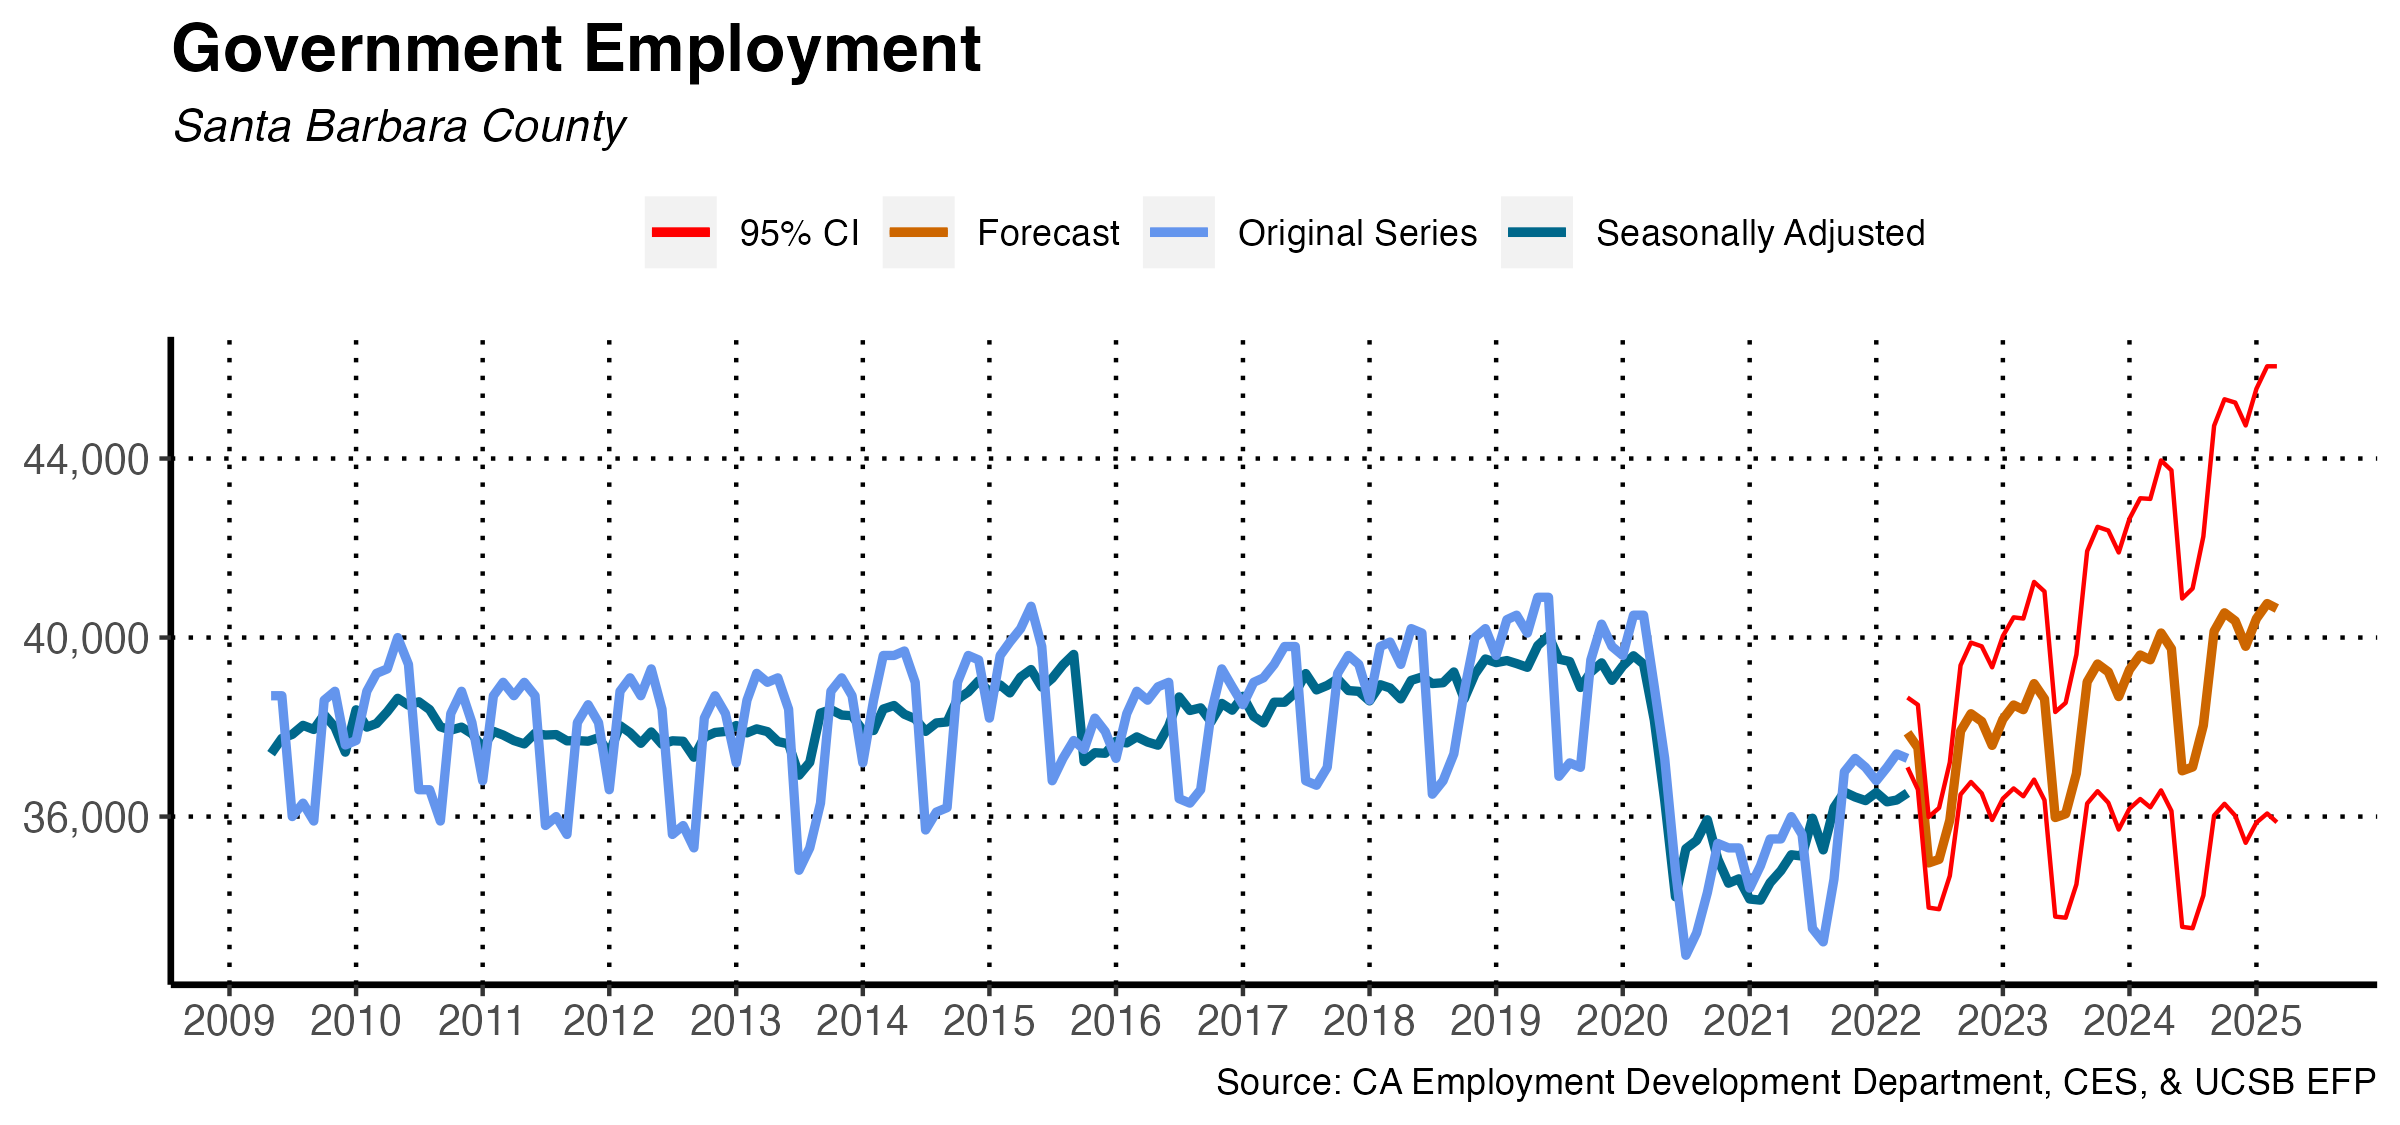 Government Employment
Santa Barbara County
95% CI Forecast Original Series Seasonally Adjusted
44,000
40,000
36,000
2009 2010 2011 2012 2013 2014 2015 2016 2017 2018 2019 2020 2021 2022 2023 2024 2025
Source: CA Employment Development Department, CES, & UCSB EFP